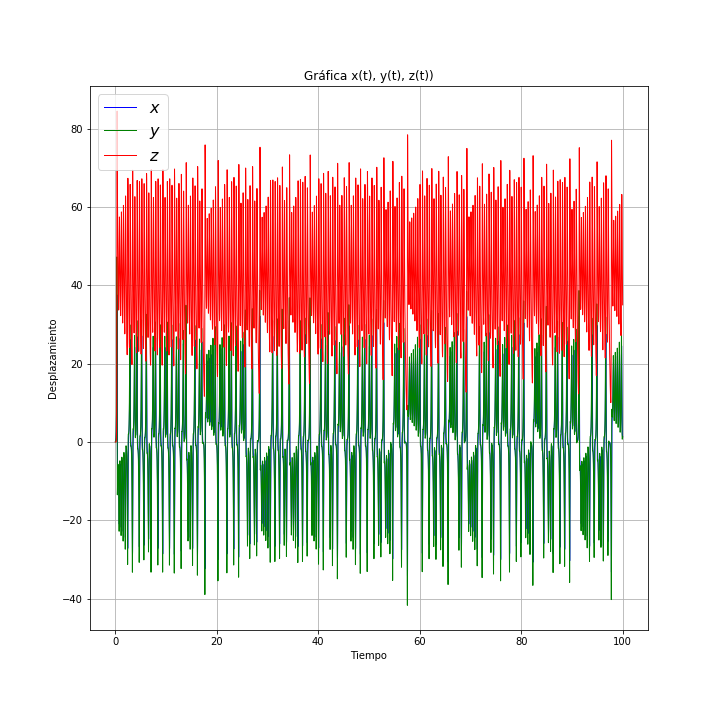 Gráfica x(t), y(t), z(t))
x
y
z
Desplazamiento
80
60
40
20
0
−20
−40
0 20 40 60 80 100
Tiempo